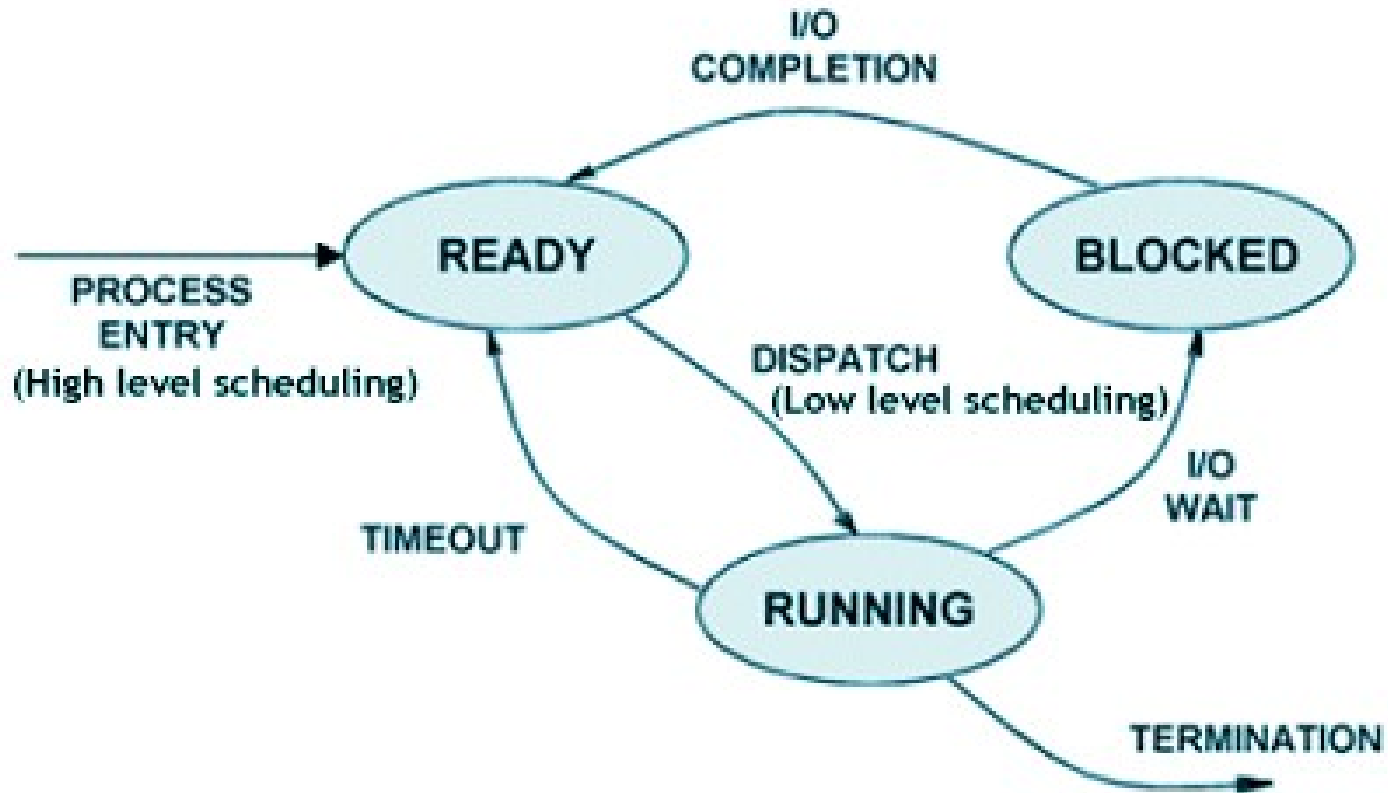 I/O
COMPLETION
READY
BLOCKED
PROCESS
ENTRY
(High level scheduling)
DISPATCH
(Low level scheduling)
I/O
WAIT
TIMEOUT
RUNNING
TERMINATION